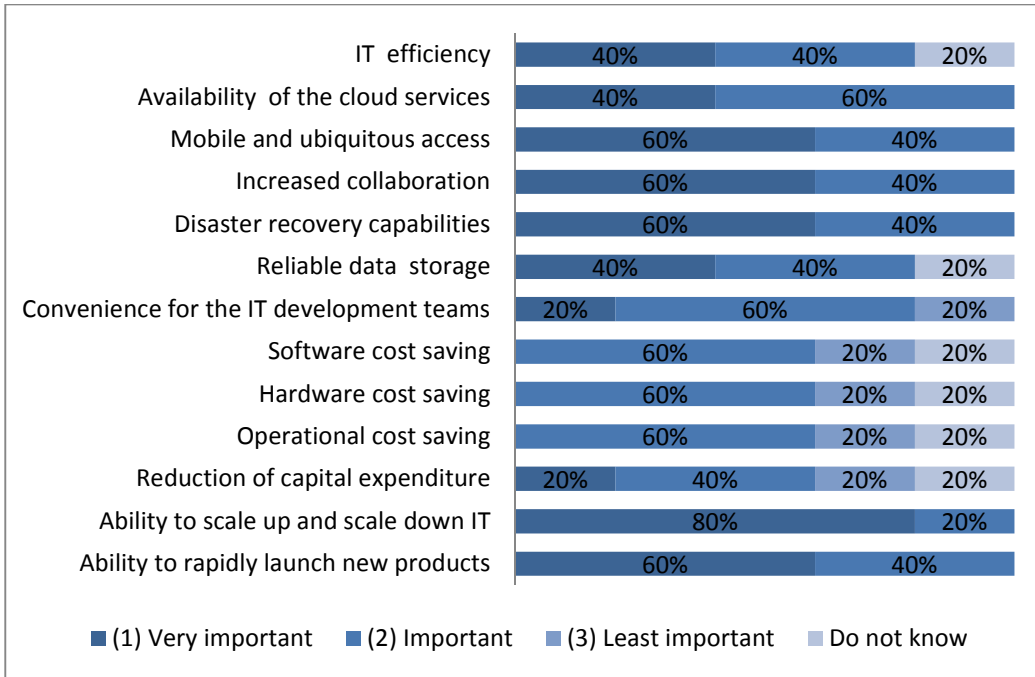 IT efficiency 40% 40% 20%
Availability of the cloud services 40% 60%
Mobile and ubiquitous access 60% 40%
Increased collaboration 60% 40%
Disaster recovery capabilities 60% 40%
Reliable data storage 40% 40% 20%
Convenience for the IT development teams 20% 60% 20%
Software cost saving 60% 20% 20%
Hardware cost saving 60% 20% 20%
Operational cost saving 60% 20% 20%
Reduction of capital expenditure 20% 40% 20% 20%
Ability to scale up and scale down IT 80% 20%
Ability to rapidly launch new products 60% 40%
(1) Very important (2) Important (3) Least important Do not know